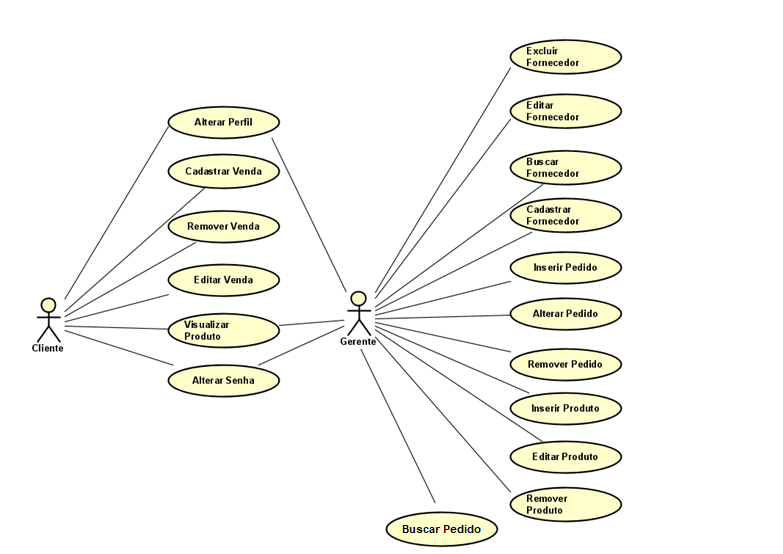 Excluir
Fornecedor
Editar
Fornecedor
Alterar Perfil
Cadastrar Venda
Buscar
Fornecedor
Cadastrar
Fornecedor
Remover Venda
Inserir Pedido
Editar Venda
Alterar Pedido
Visualizar
Produto
Cliente
Gerente
Remover Pedido
Alterar Senha
Inserir Produto
Editar Produto
Remover
Produto
Buscar Pedido